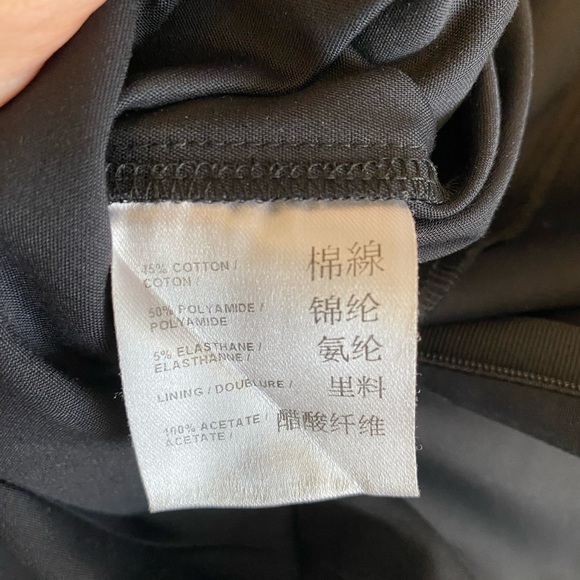 45% COTTON / 棉線
COTON /
50% POLYAMIDE / 锦纶
POLYAMIDE
5% ELASTHANE / 氨纶
ELASTHANNE /
LINING / DOUBLURE / 里料
100% ACETATE / 醋酸纤维
ACETATE /